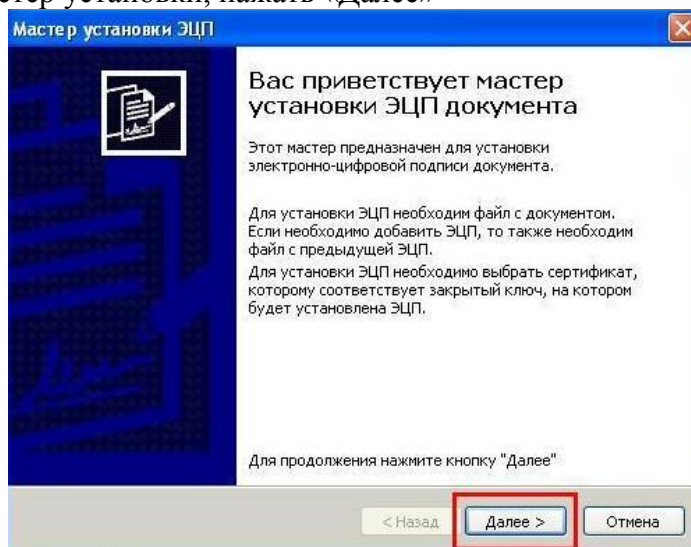 установки, нажать «Далее»
Мастер установки ЭЦП
Вас приветствует мастер
установки ЭЦП документа
Этот мастер предназначен для установки
электронно-цифровой подписи документа.
Для установки ЭЦП необходим файл с документом.
Если необходимо добавить ЭЦП, то также необходим
файл с предыдущей ЭЦП.
Для установки ЭЦП необходимо выбрать сертификат,
которому соответствует закрытый ключ, на котором
будет установлена ЭЦП.
Для продолжения нажмите кнопку "Далее"
< Назад Далее > Отмена